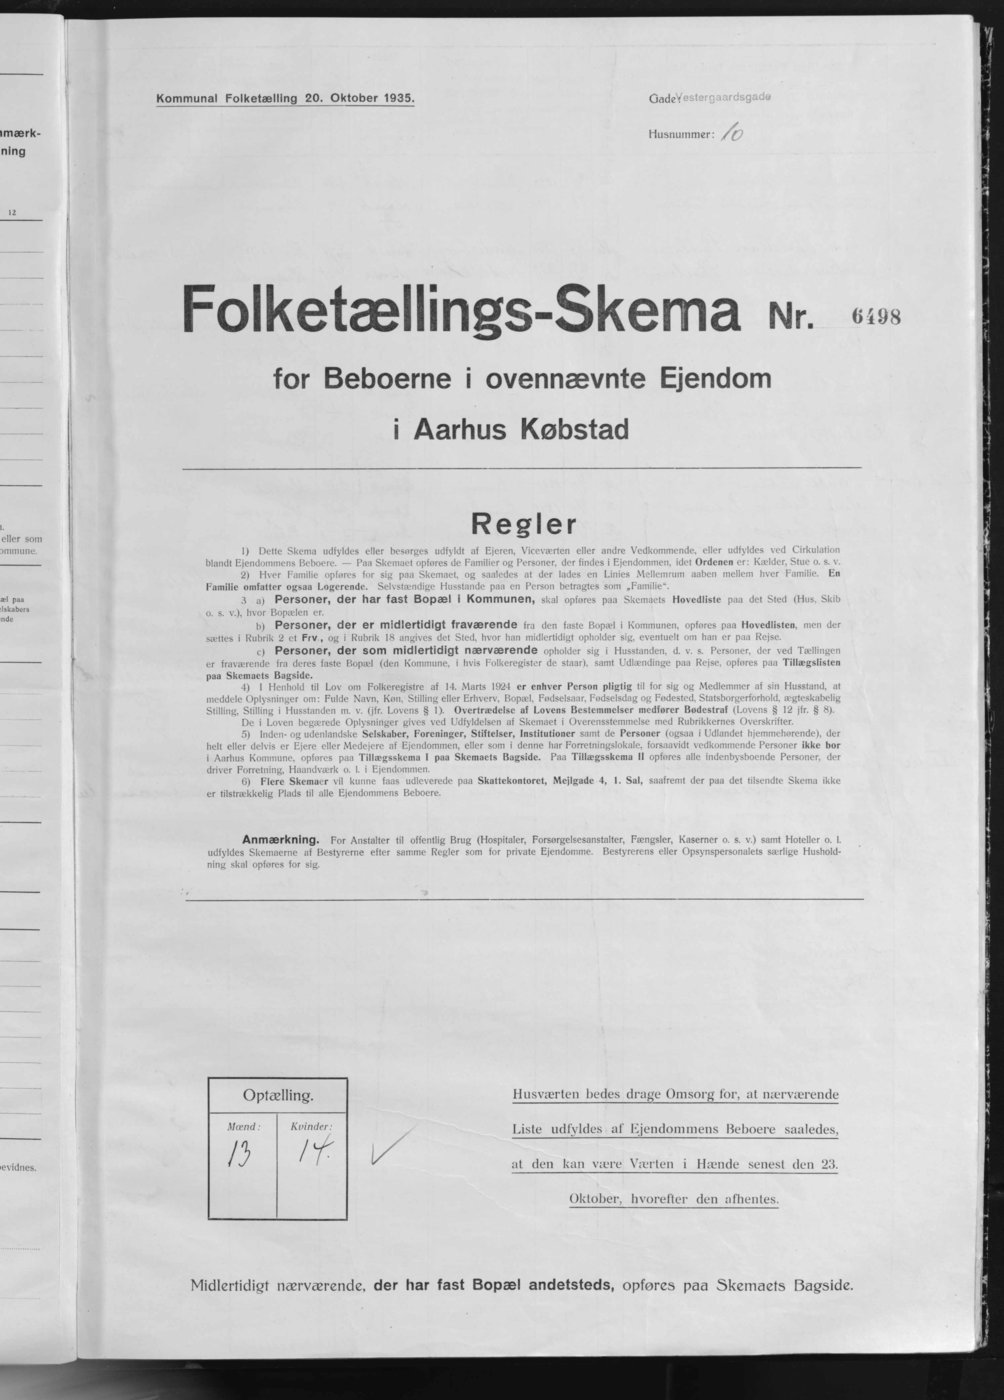 Kommunal Folketælling 20. Oktober 1935.
Gade: Vestergaardsgade
Husnummer: 10
Folketællings-Skema Nr. 6498
for Beboerne i ovennævnte Ejendom
i Aarhus Købstad
Regler
1) Dette Skema udfyldes eller besørges udfyldt af Ejeren, Viceværten eller andre Vedkommende, eller udfyldes ved Cirkulation
blandt Ejendommens Beboere. — Paa Skemaet opføres de Familier og Personer, der findes i Ejendommen, idet Ordenen er: Kælder, Stue o. s. v.
2) Hver Familie opføres for sig paa Skemaet, og saaledes at der lades en Linies Mellemrum aaben mellem hver Familie. En
Familie omfatter ogsaa Logerende. Selvstændige Husstande paa en Person betragtes som „Familie“.
3 a) Personer, der har fast Bopæl i Kommunen, skal opføres paa Skemaets Hovedliste paa det Sted (Hus, Skib
o. s. v.), hvor Bopælen er.
b) Personer, der er midlertidigt fraværende fra den faste Bopæl i Kommunen, opføres paa Hovedlisten, men der
sættes i Rubrik 2 et Frv., og i Rubrik 18 angives det Sted, hvor han midlertidigt opholder sig, eventuelt om han er paa Rejse.
c) Personer, der som midlertidigt nærværende opholder sig i Husstanden, d. v. s. Personer, der ved Tællingen
er fraværende fra deres faste Bopæl (den Kommune, i hvis Folkeregister de staar), samt Udlændinge paa Rejse, opføres paa Tillægslisten
paa Skemaets Bagside.
4) I Henhold til Lov om Folkeregistre af 14. Marts 1924 er enhver Person pligtig til for sig og Medlemmer af sin Husstand, at
meddele Oplysninger om: Fulde Navn, Køn, Stilling eller Erhverv, Bopæl, Fødselsaar, Fødselsdag og Fødested, Statsborgerforhold, ægteskabelig
Stilling, Stilling i Husstanden m. v. (jfr. Lovens § 1). Overtrædelse af Lovens Bestemmelser medfører Bødestraf (Lovens § 12 jfr. § 8).
De i Loven begærede Oplysninger gives ved Udfyldelsen af Skemaet i Overensstemmelse med Rubrikkernes Overskrifter.
5) Inden- og udenlandske Selskaber, Foreninger, Stiftelser, Institutioner samt de Personer (ogsaa i Udlandet hjemmehørende), der
helt eller delvis er Ejere eller Medejere af Ejendommen, eller som i denne har Forretningslokale, forsaavidt vedkommende Personer ikke bor
i Aarhus Kommune, opføres paa Tillægsskema I paa Skemaets Bagside. Paa Tillægsskema II opføres alle indenbysboende Personer, der
driver Forretning, Haandværk o. l. i Ejendommen.
6) Flere Skemaer vil kunne faas udleverede paa Skattekontoret, Mejlgade 4, 1. Sal, saafremt der paa det tilsendte Skema ikke
er tilstrækkelig Plads til alle Ejendommens Beboere.
Anmærkning. For Anstalter til offentlig Brug (Hospitaler, Forsørgelsesanstalter, Fængsler, Kaserner o. s. v.) samt Hoteller o. l.
udfyldes Skemaerne af Bestyrerne efter samme Regler som for private Ejendomme. Bestyrerens eller Opsynspersonalets særlige Hushold-
ning skal opføres for sig.
Optælling.
Mænd: Kvinder:
13 14.
Husværten bedes drage Omsorg for, at nærværende
Liste udfyldes af Ejendommens Beboere saaledes,
at den kan være Værten i Hænde senest den 23.
Oktober, hvorefter den afhentes.
Midlertidigt nærværende, der har fast Bopæl andetsteds, opføres paa Skemaets Bagside.